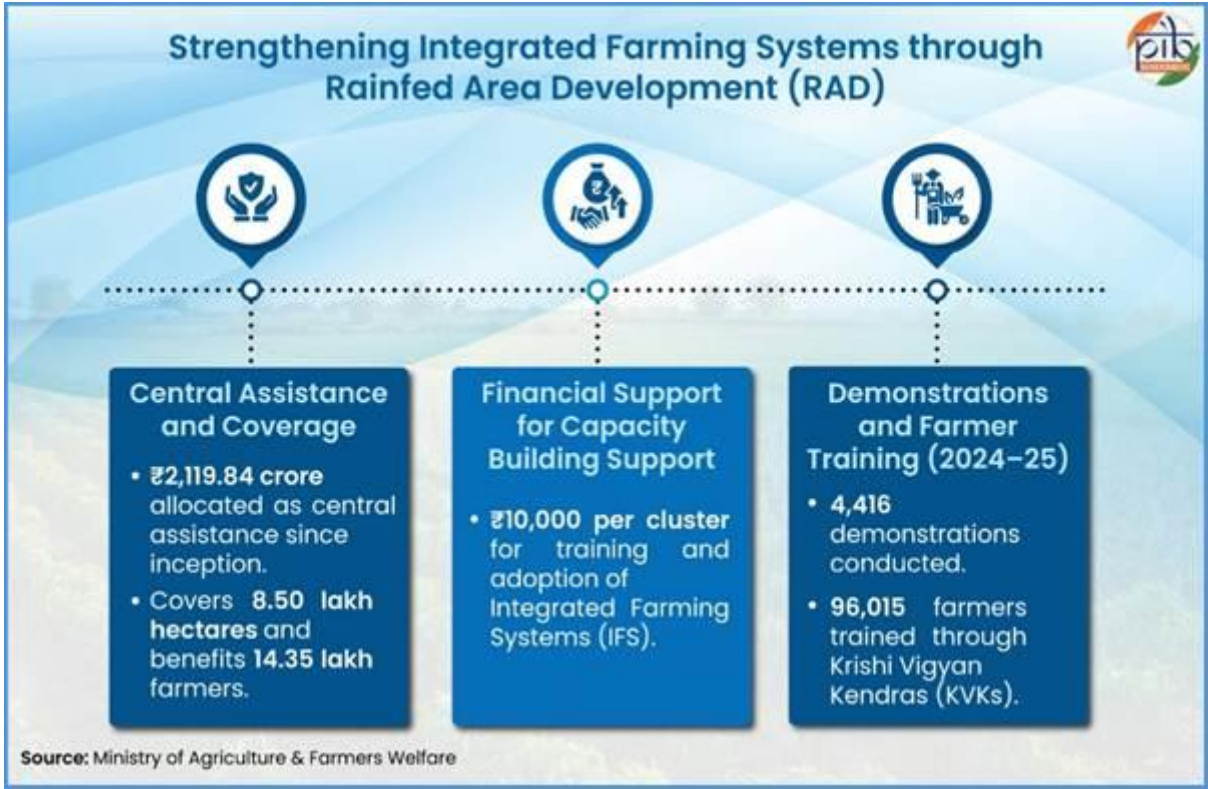 Strengthening Integrated Farming Systems through
Rainfed Area Development (RAD)
pib
Central Assistance
and Coverage
• ₹2,119.84 crore
allocated as central
assistance since
inception.
• Covers 8.50 lakh
hectares and
benefits 14.35 lakh
farmers.
Financial Support
for Capacity
Building Support
• ₹10,000 per cluster
for training and
adoption of
Integrated Farming
Systems (IFS).
Demonstrations
and Farmer
Training (2024–25)
• 4,416
demonstrations
conducted.
• 96,015 farmers
trained through
Krishi Vigyan
Kendras (KVKs).
Source: Ministry of Agriculture & Farmers Welfare